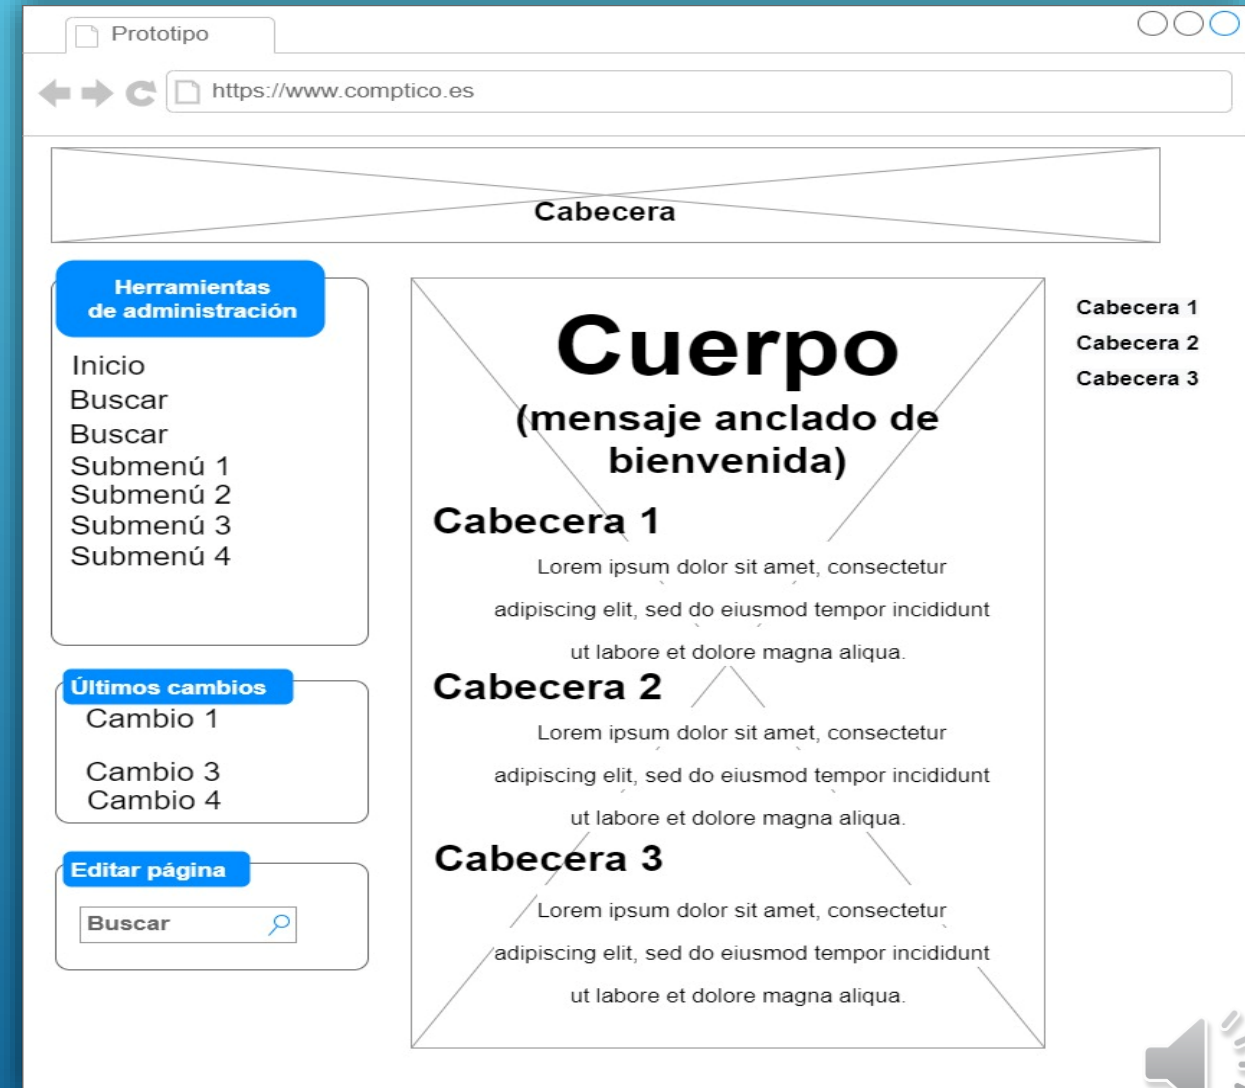 Prototipo
https://www.comptico.es
Cabecera
Herramientas
de administración
Inicio
Buscar
Buscar
Submenú 1
Submenú 2
Submenú 3
Submenú 4
Últimos cambios
Cambio 1
Cambio 3
Cambio 4
Editar página
Buscar
Cuerpo
(mensaje anclado de
bienvenida)
Cabecera 1
Lorem ipsum dolor sit amet, consectetur
adipiscing elit, sed do eiusmod tempor incididunt
ut labore et dolore magna aliqua.
Cabecera 2
Lorem ipsum dolor sit amet, consectetur
adipiscing elit, sed do eiusmod tempor incididunt
ut labore et dolore magna aliqua.
Cabecera 3
Lorem ipsum dolor sit amet, consectetur
adipiscing elit, sed do eiusmod tempor incididunt
ut labore et dolore magna aliqua.
Cabecera 1
Cabecera 2
Cabecera 3